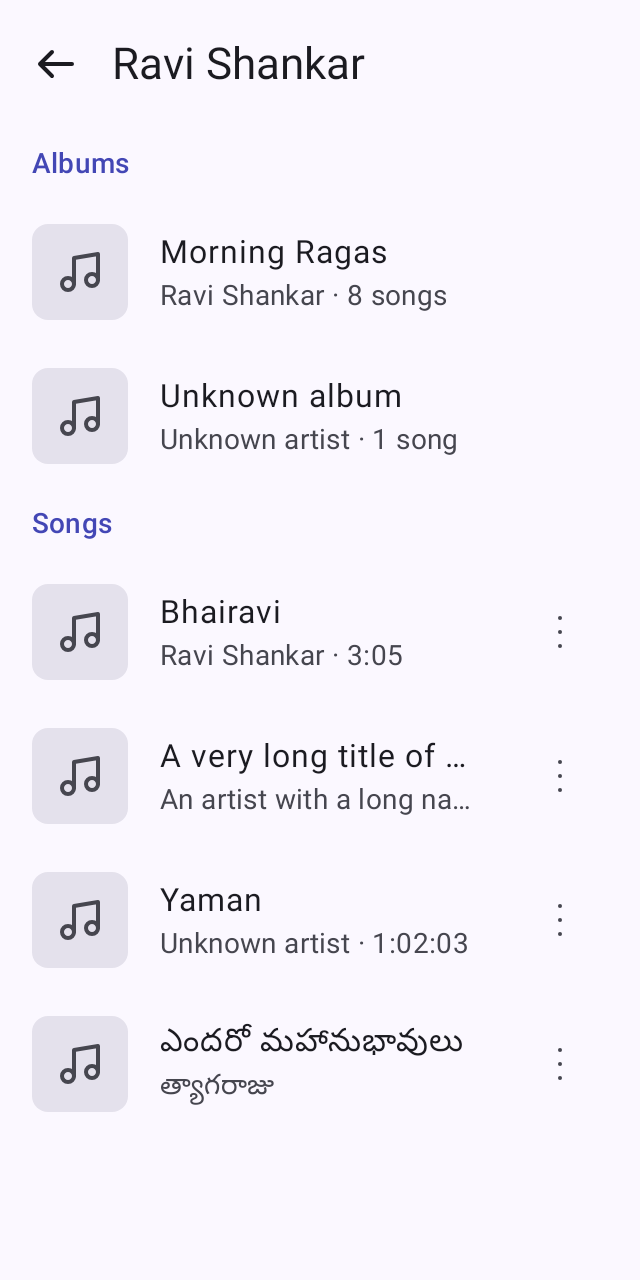 Ravi Shankar
Albums
Morning Ragas
Ravi Shankar · 8 songs
Unknown album
Unknown artist · 1 song
Songs
Bhairavi
Ravi Shankar · 3:05
A very long title of …
An artist with a long na…
Yaman
Unknown artist · 1:02:03
ఎందరో మహానుభావులు
త్యాగరాజు